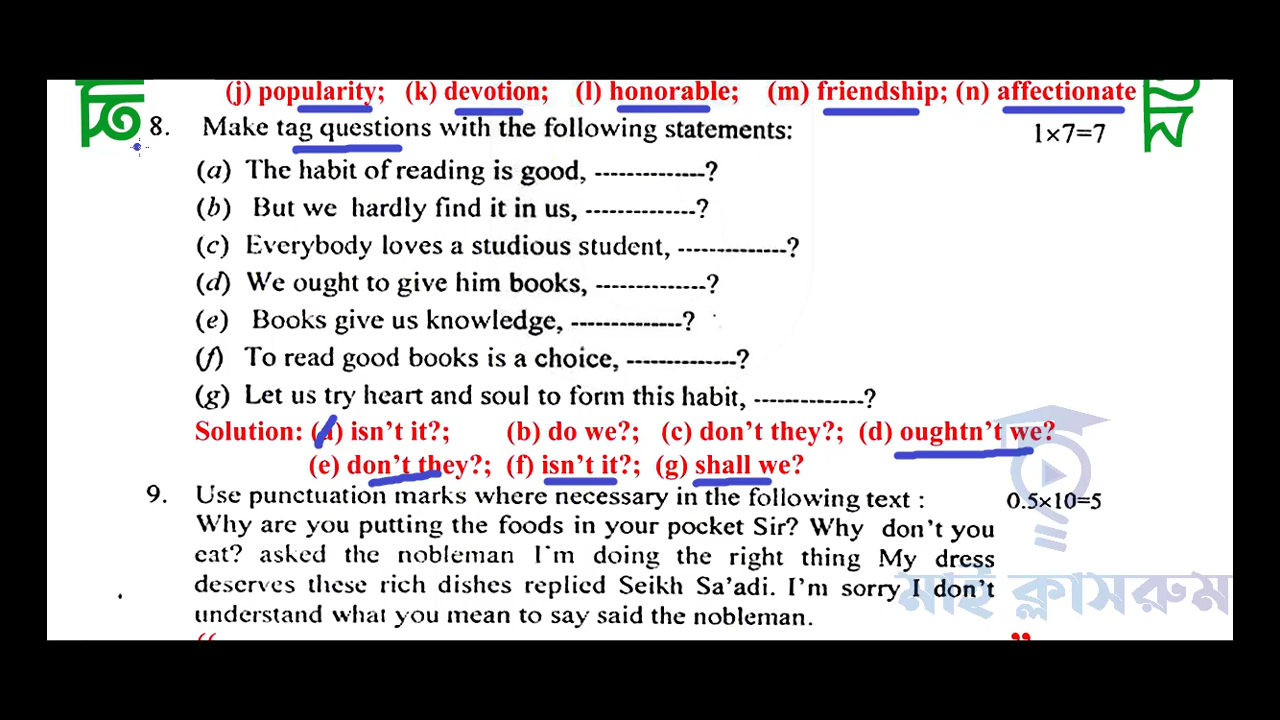 (j) popularity; (k) devotion; (l) honorable; (m) friendship; (n) affectionate
8. Make tag questions with the following statements: 1×7=7
(a) The habit of reading is good, --------------?
(b) But we hardly find it in us, --------------?
(c) Everybody loves a studious student, --------------?
(d) We ought to give him books, --------------?
(e) Books give us knowledge, --------------?
(f) To read good books is a choice, --------------?
(g) Let us try heart and soul to form this habit, --------------?
Solution: (a) isn't it?; (b) do we?; (c) don't they?; (d) oughtn't we?
(e) don't they?; (f) isn't it?; (g) shall we?
9. Use punctuation marks where necessary in the following text : 0.5×10=5
Why are you putting the foods in your pocket Sir? Why don't you
eat? asked the nobleman I'm doing the right thing My dress
deserves these rich dishes replied Seikh Sa'adi. I'm sorry I don't
understand what you mean to say said the nobleman.
মাই ক্লাসরুম